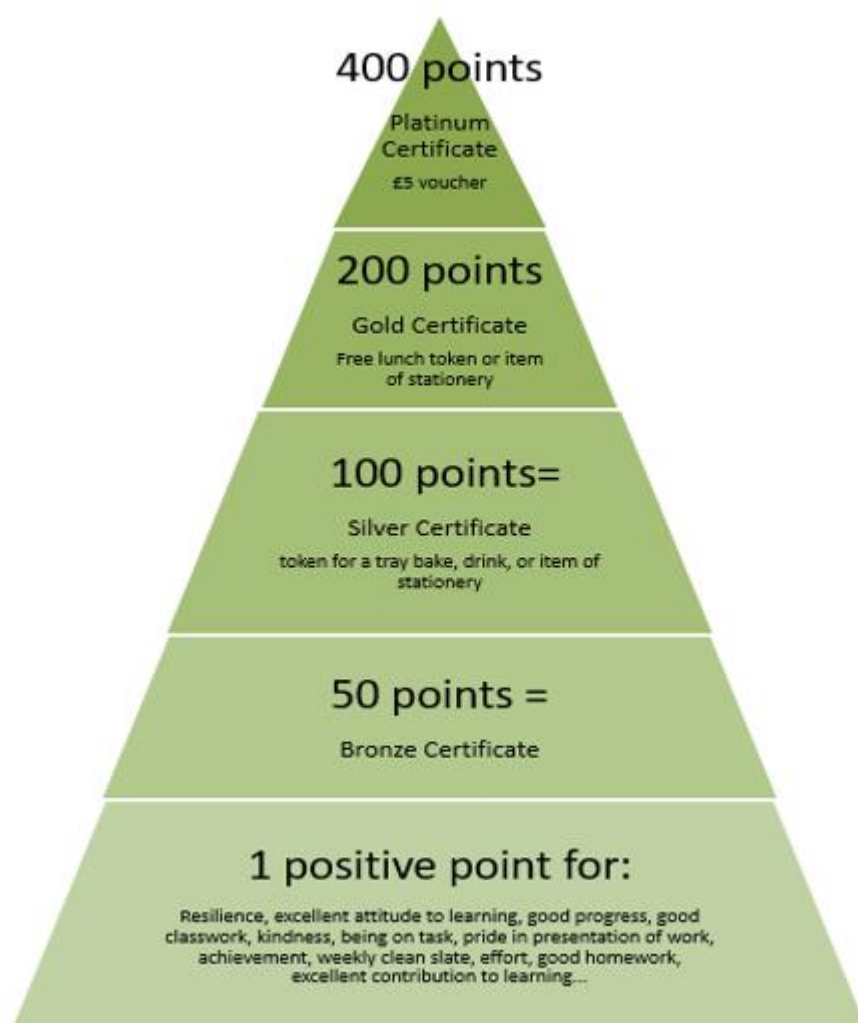 400 points
Platinum
Certificate
£5 voucher
200 points
Gold Certificate
Free lunch token or item
of stationery
100 points=
Silver Certificate
token for a tray bake, drink, or item of
stationery
50 points =
Bronze Certificate
1 positive point for:
Resilience, excellent attitude to learning, good progress, good
classwork, kindness, being on task, pride in presentation of work,
achievement, weekly clean slate, effort, good homework,
excellent contribution to learning...